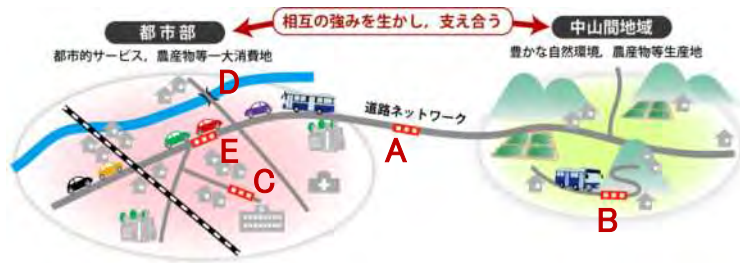 相互の強みを生かし，支え合う
都市部
都市的サービス，農産物等一大消費地
中山間地域
豊かな自然環境，農産物等生産地
D
道路ネットワーク
E
A
C
B